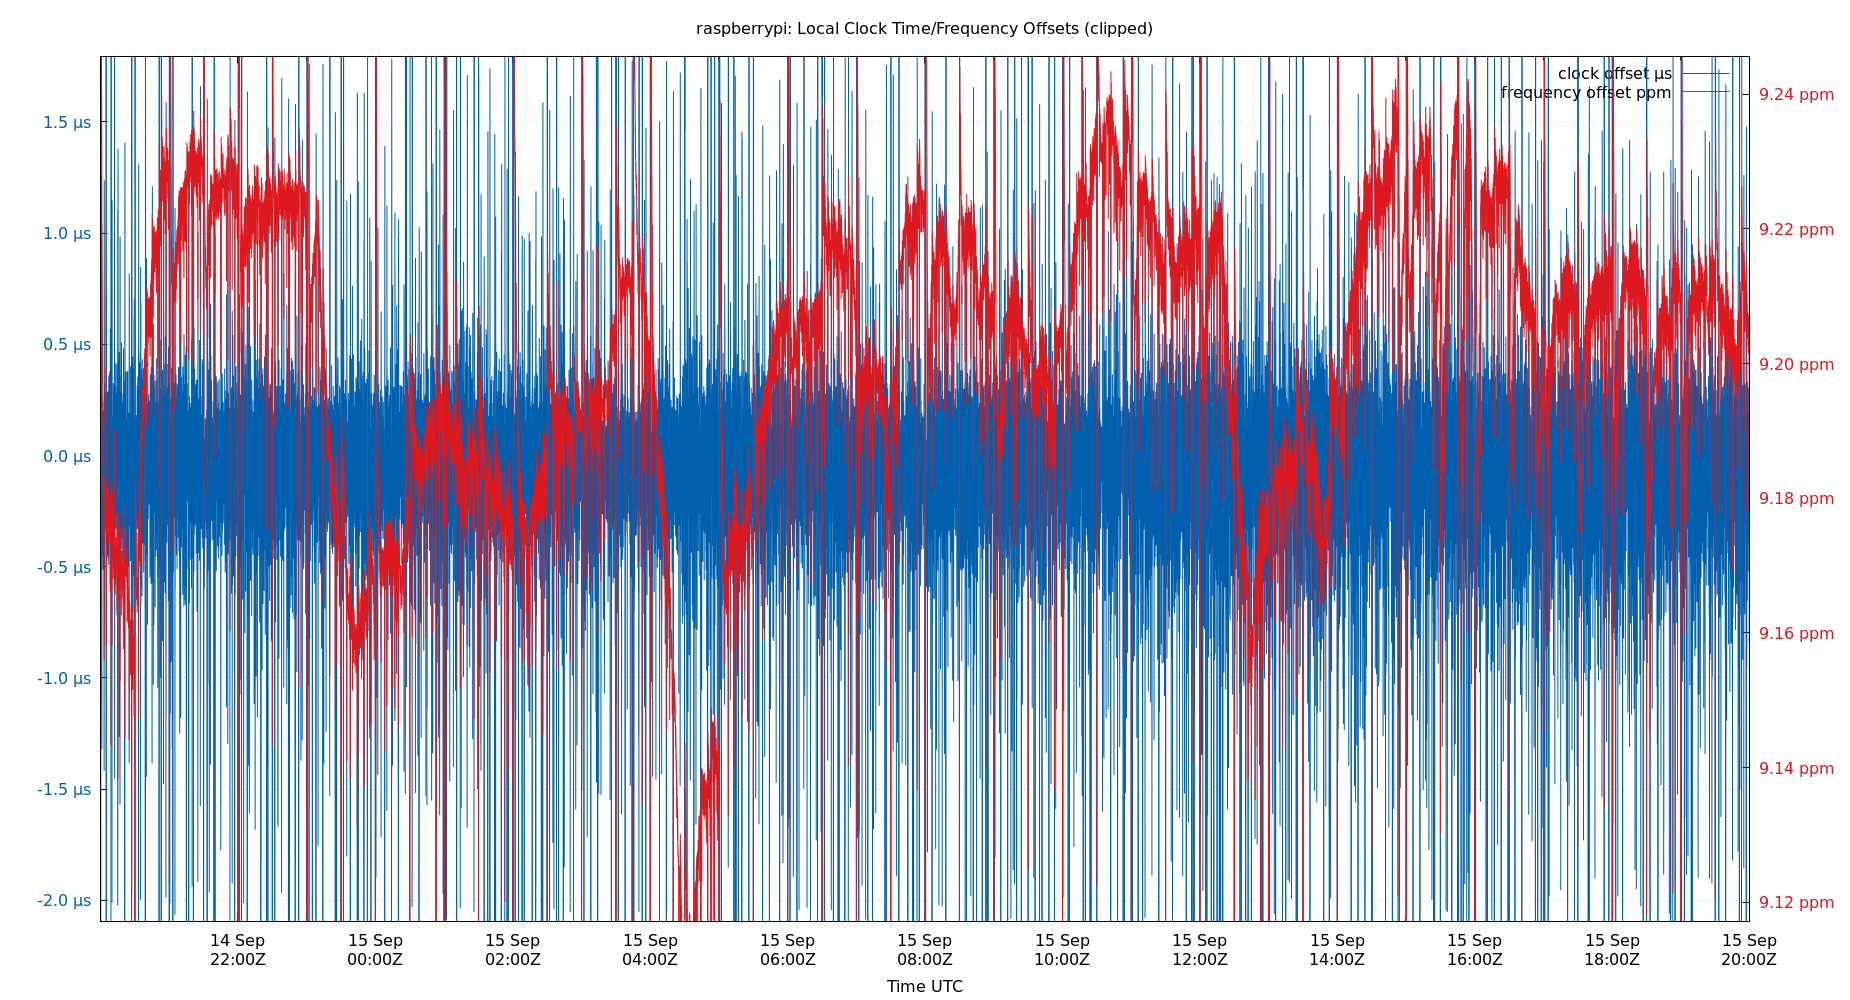 raspberrypi: Local Clock Time/Frequency Offsets (clipped)
clock offset µs
frequency offset ppm
1.5 µs
1.0 µs
0.5 µs
0.0 µs
-0.5 µs
-1.0 µs
-1.5 µs
-2.0 µs
9.24 ppm
9.22 ppm
9.20 ppm
9.18 ppm
9.16 ppm
9.14 ppm
9.12 ppm
14 Sep 15 Sep 15 Sep 15 Sep 15 Sep 15 Sep 15 Sep 15 Sep 15 Sep 15 Sep 15 Sep 15 Sep
22:00Z 00:00Z 02:00Z 04:00Z 06:00Z 08:00Z 10:00Z 12:00Z 14:00Z 16:00Z 18:00Z 20:00Z
Time UTC